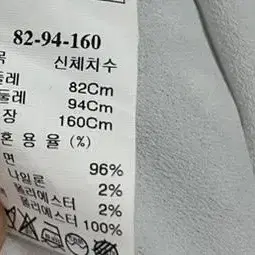 82-94-160
목 신체치수
둘레 82Cm
둘레 94Cm
장 160Cm
혼용율(%)
면 96%
나일론 2%
폴리에스터 2%
폴리에스터 100%